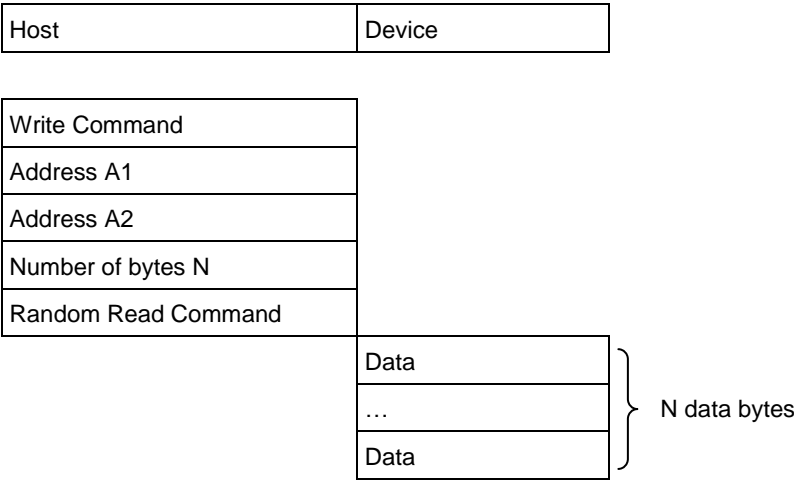 Host Device
Write Command
Address A1
Address A2
Number of bytes N
Random Read Command
Data
… N data bytes
Data